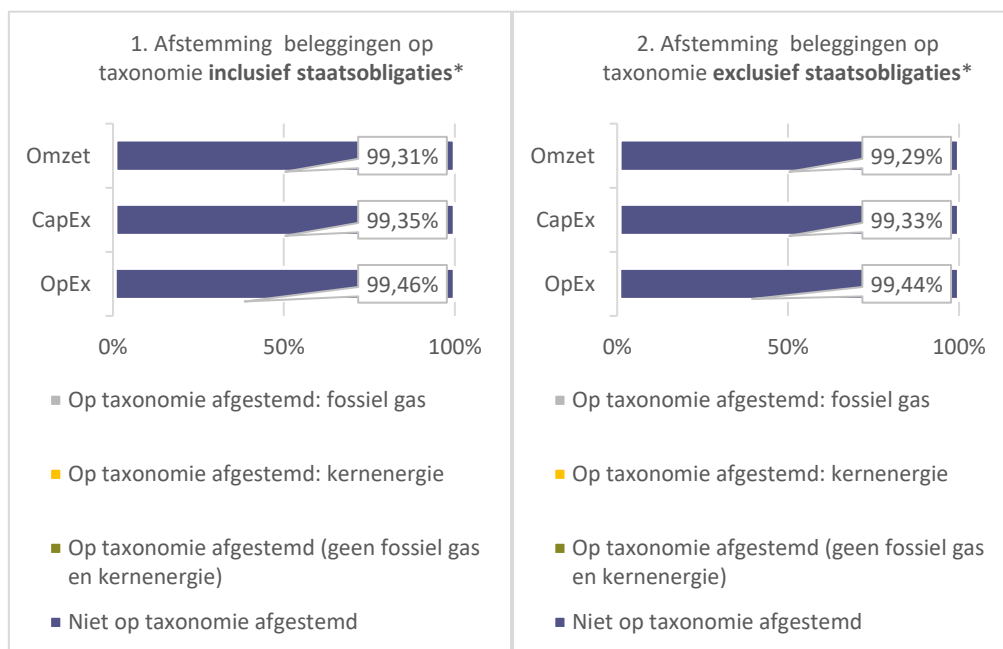 1. Afstemming beleggingen op
taxonomie inclusief staatsobligaties*
Omzet
99,31%
CapEx
99,35%
OpEx
99,46%
0%
50%
100%
Op taxonomie afgestemd: fossiel gas
Op taxonomie afgestemd: kernenergie
Op taxonomie afgestemd (geen fossiel gas
en kernenergie)
Niet op taxonomie afgestemd
2. Afstemming beleggingen op
taxonomie exclusief staatsobligaties*
Omzet
99,29%
CapEx
99,33%
OpEx
99,44%
0%
50%
100%
Op taxonomie afgestemd: fossiel gas
Op taxonomie afgestemd: kernenergie
Op taxonomie afgestemd (geen fossiel gas
en kernenergie)
Niet op taxonomie afgestemd